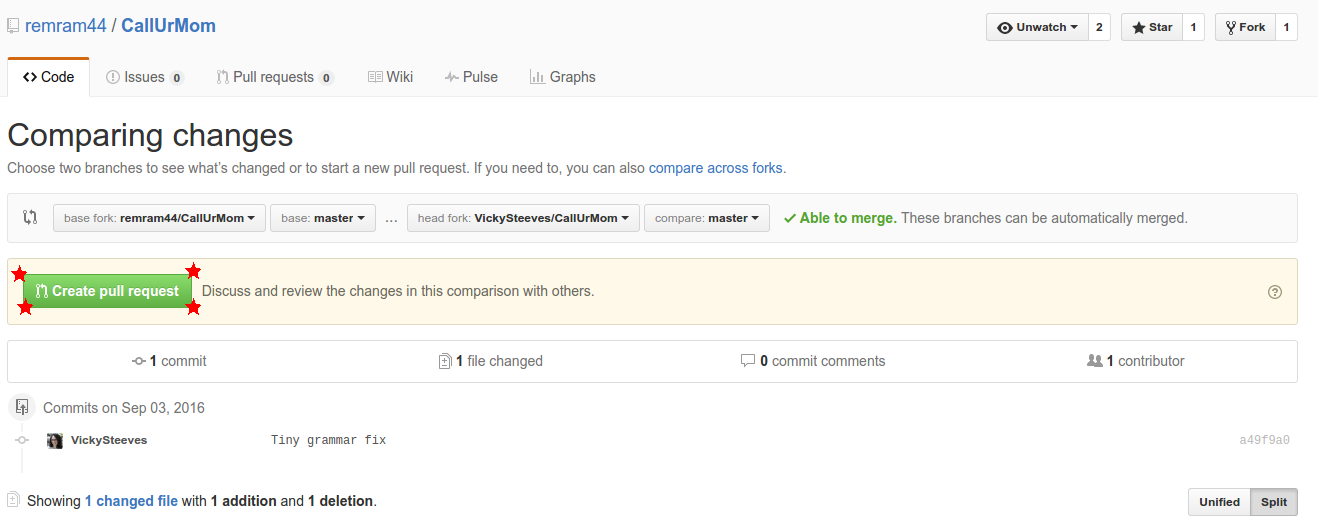 remram44 / CallUrMom Unwatch 2 Star 1 Fork 1
Code Issues 0 Pull requests 0 Wiki Pulse Graphs
Comparing changes
Choose two branches to see what's changed or to start a new pull request. If you need to, you can also compare across forks.
base fork: remram44/CallUrMom base: master ... head fork: VickySteeves/CallUrMom compare: master Able to merge. These branches can be automatically merged.
Create pull request Discuss and review the changes in this comparison with others. ?
1 commit 1 file changed 0 commit comments 1 contributor
Commits on Sep 03, 2016
VickySteeves Tiny grammar fix a49f9a0
Showing 1 changed file with 1 addition and 1 deletion. Unified Split